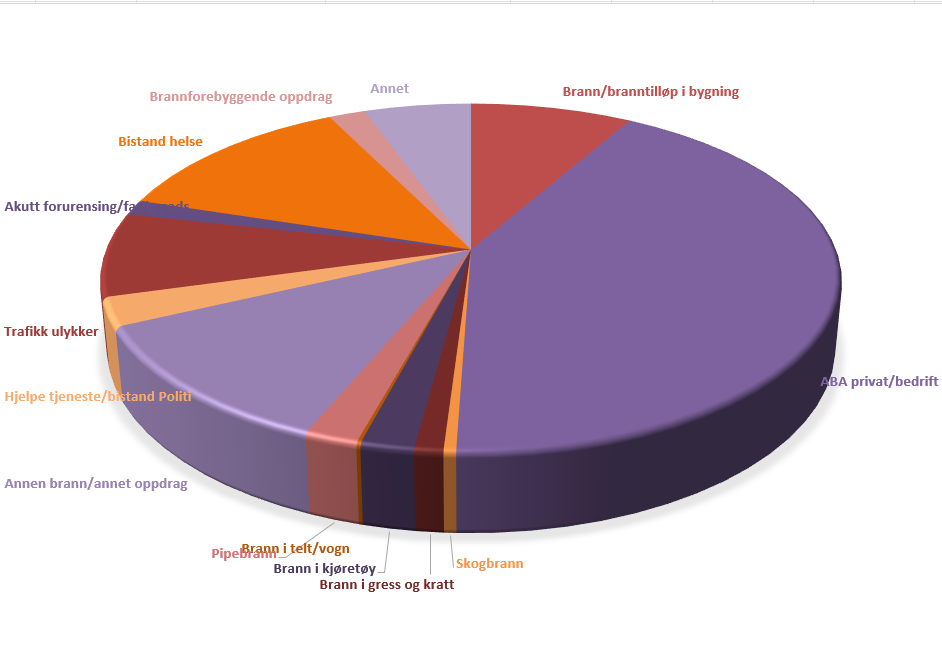 Annet
Brann/branntilløp i bygning
Brannforebyggende oppdrag
Bistand helse
Akutt forurensing/fa
Trafikk ulykker
ABA privat/bedrift
Hjelpe tjeneste/bistand Politi
Annen brann/annet oppdrag
Brann i telt/vogn
Pipebrann
Skogbrann
Brann i kjøretøy
Brann i gress og kratt